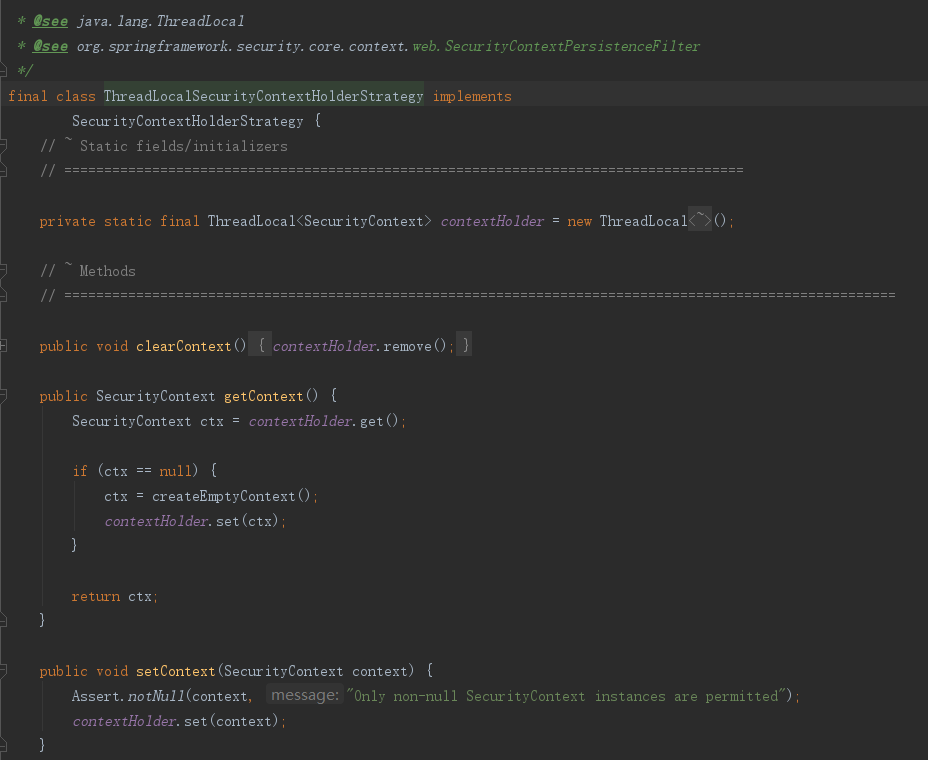 * @see java.lang.ThreadLocal
* @see org.springframework.security.core.context.web.SecurityContextPersistenceFilter
*/
final class ThreadLocalSecurityContextHolderStrategy implements
SecurityContextHolderStrategy {
// ~ Static fields/initializers
// =====================================================================================
private static final ThreadLocal<SecurityContext> contextHolder = new ThreadLocal<~>();
// ~ Methods
// ========================================================================================================
public void clearContext() { contextHolder.remove(); }
public SecurityContext getContext() {
SecurityContext ctx = contextHolder.get();
if (ctx == null) {
ctx = createEmptyContext();
contextHolder.set(ctx);
}
return ctx;
}
public void setContext(SecurityContext context) {
Assert.notNull(context, message: "Only non-null SecurityContext instances are permitted");
contextHolder.set(context);
}